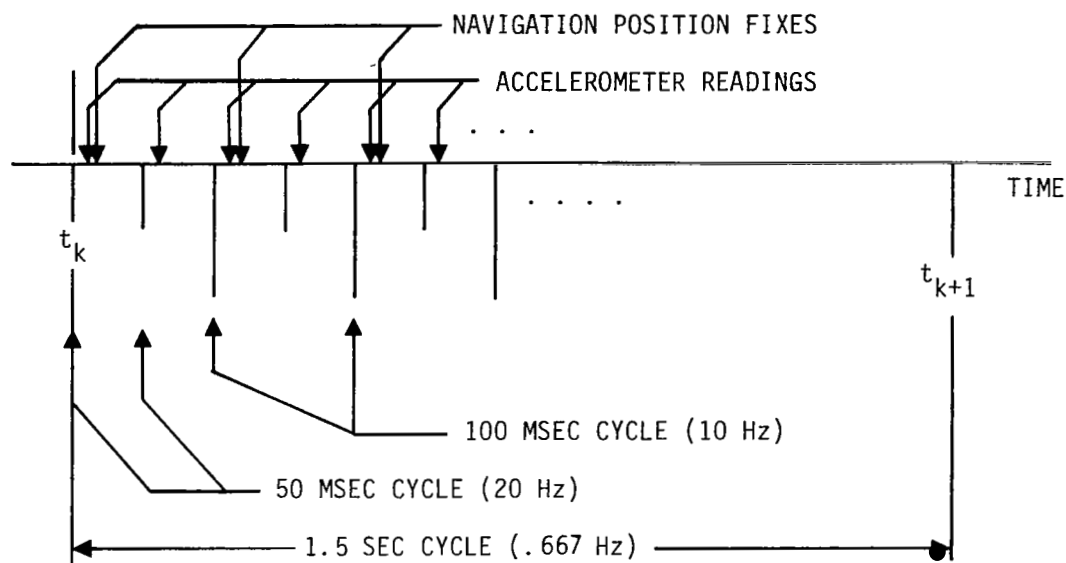 NAVIGATION POSITION FIXES
ACCELEROMETER READINGS
. . .
TIME
. . . .
t_k
t_{k+1}
100 MSEC CYCLE (10 Hz)
50 MSEC CYCLE (20 Hz)
1.5 SEC CYCLE (.667 Hz)